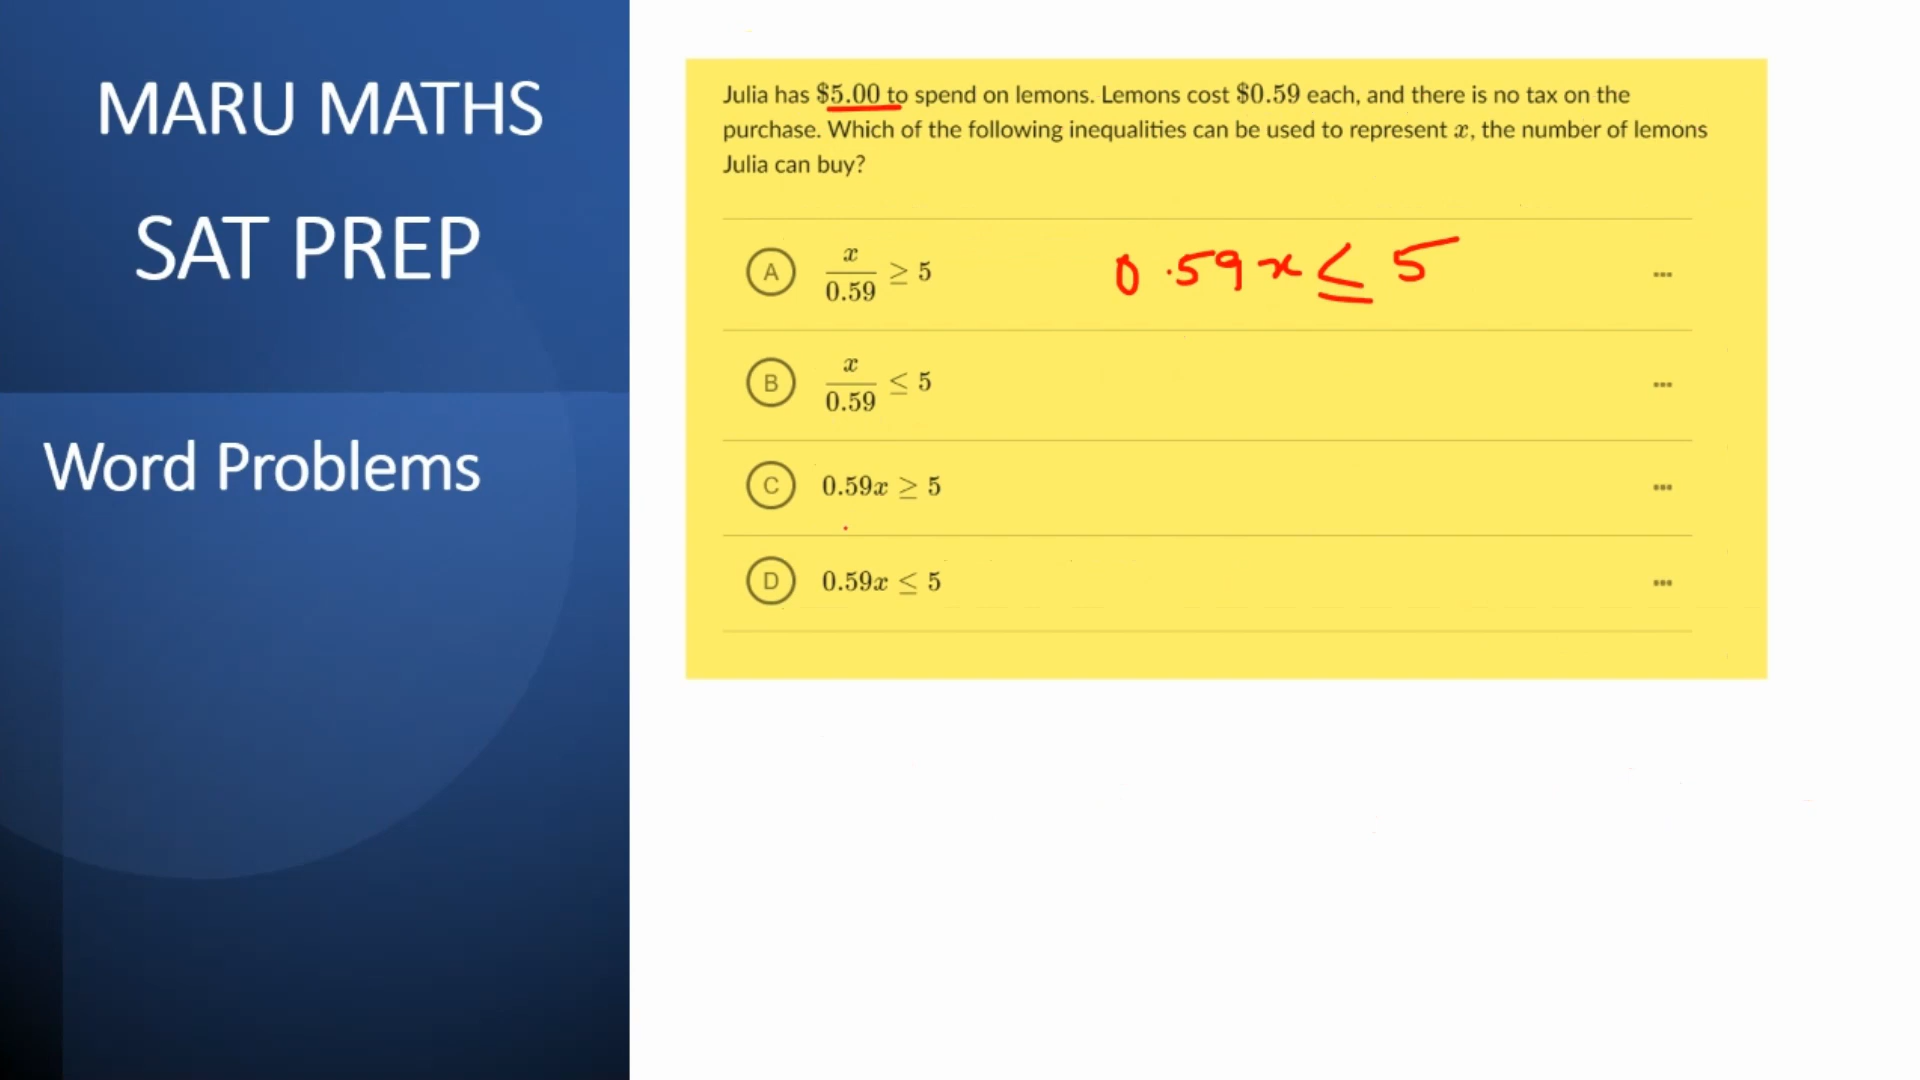 MARU MATHS
SAT PREP
Word Problems
Julia has $5.00 to spend on lemons. Lemons cost $0.59 each, and there is no tax on the
purchase. Which of the following inequalities can be used to represent x, the number of lemons
Julia can buy?
A x/0.59 ≥ 5
0.59x ≤ 5
B x/0.59 ≤ 5
C 0.59x ≥ 5
D 0.59x ≤ 5